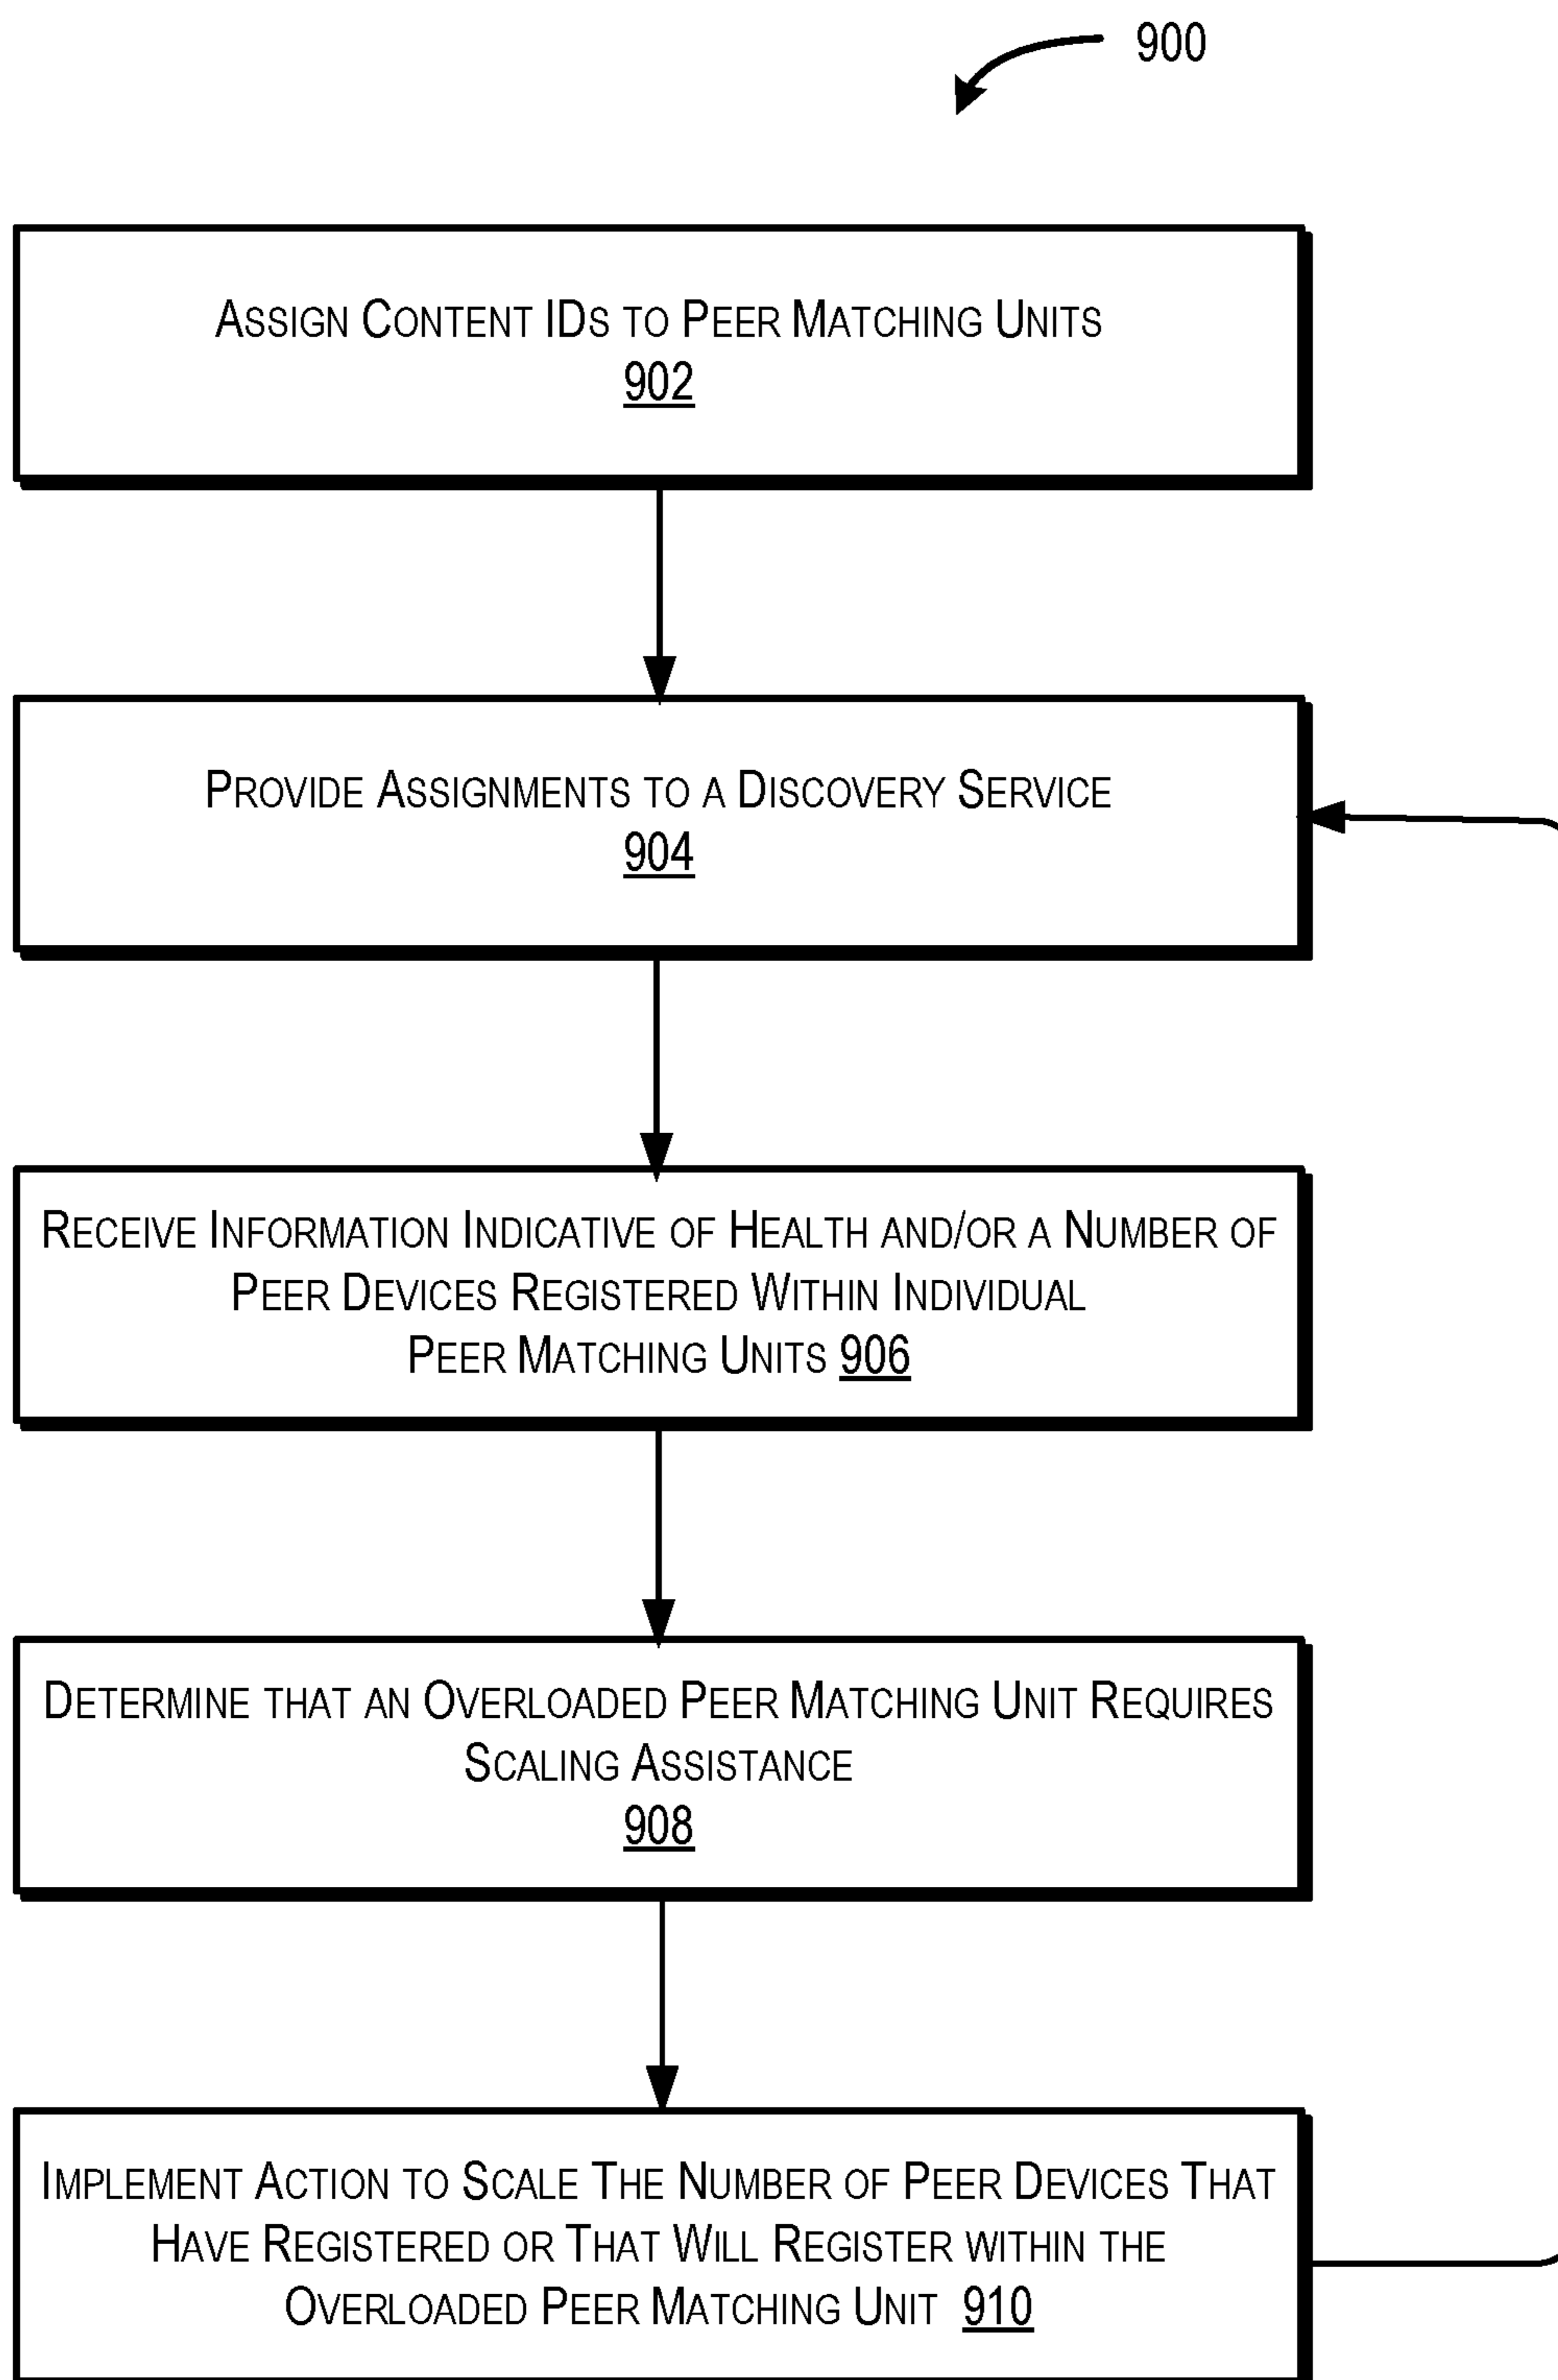 900
Assign Content IDs to Peer Matching Units
902
Provide Assignments to a Discovery Service
904
Receive Information Indicative of Health and/or a Number of
Peer Devices Registered Within Individual
Peer Matching Units 906
Determine that an Overloaded Peer Matching Unit Requires
Scaling Assistance
908
Implement Action to Scale The Number of Peer Devices That
Have Registered or That Will Register within the
Overloaded Peer Matching Unit 910